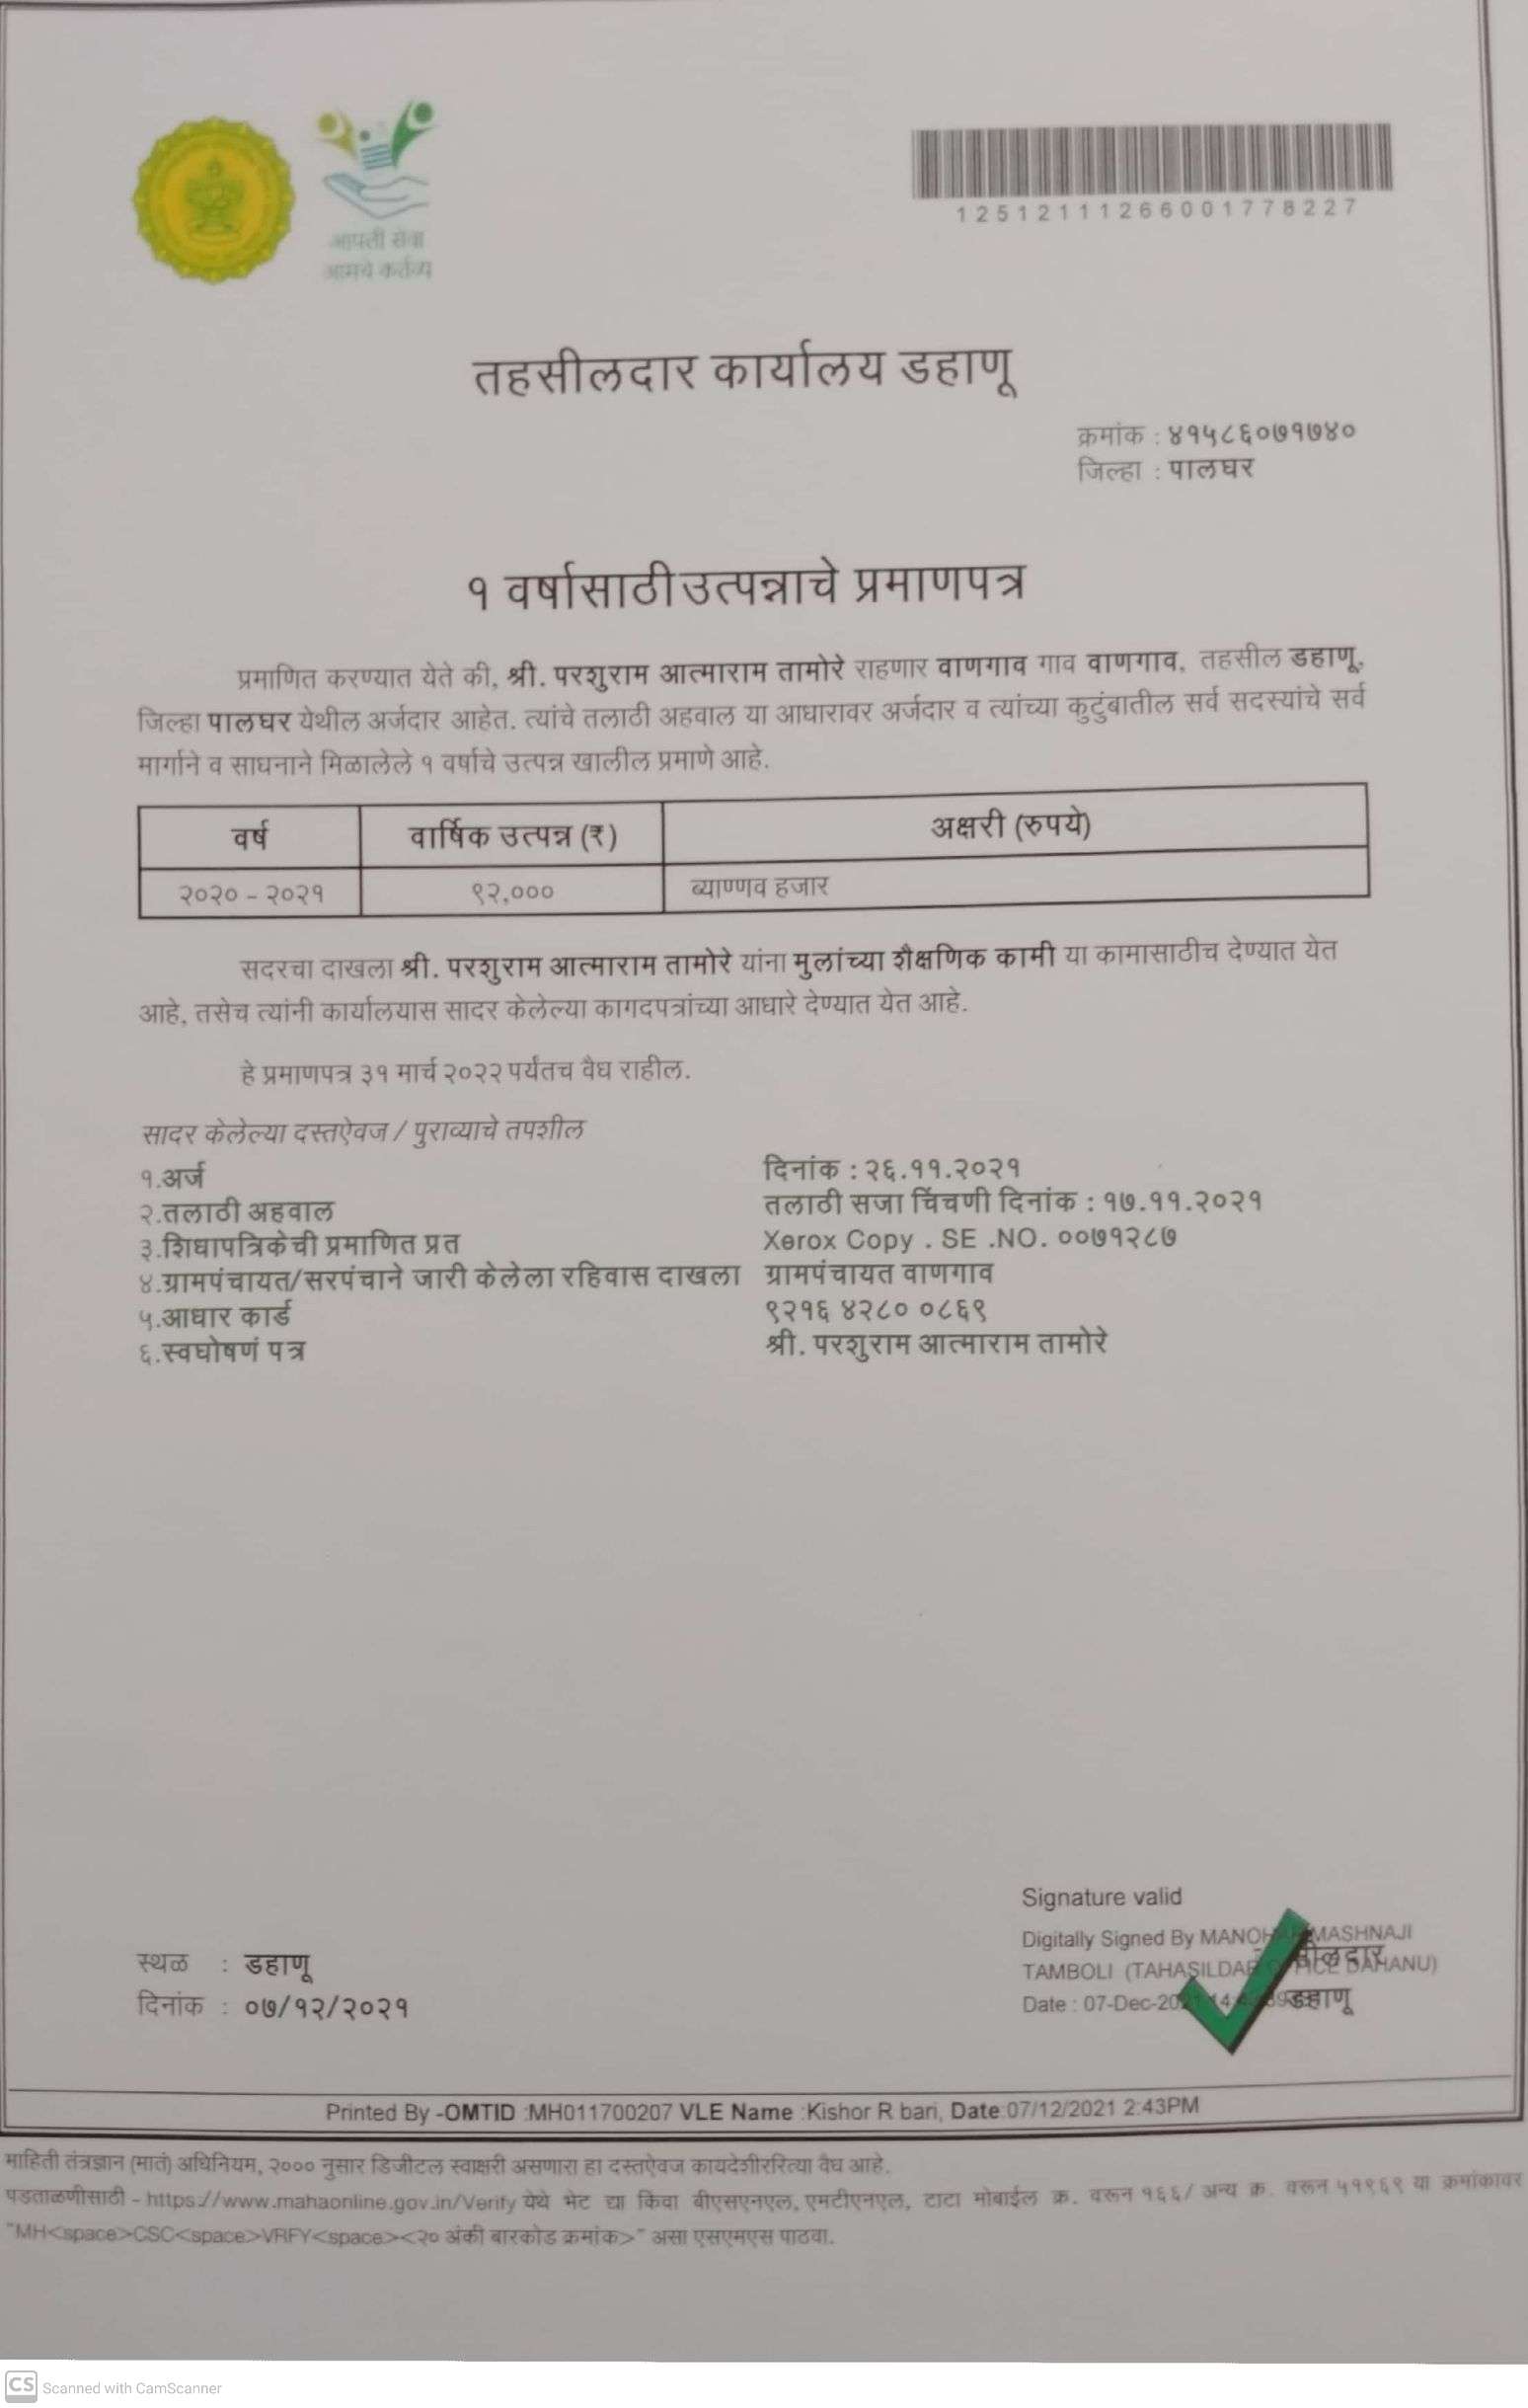 आपली सेवा
आमचे कर्तव्य
12512111266001778227
तहसीलदार कार्यालय डहाणू
क्रमांक : ४१५८६०७१७४०
जिल्हा : पालघर
१ वर्षासाठी उत्पन्नाचे प्रमाणपत्र
प्रमाणित करण्यात येते की, श्री. परशुराम आत्माराम तामोरे राहणार वाणगाव गाव वाणगाव, तहसील डहाणू,
जिल्हा पालघर येथील अर्जदार आहेत. त्यांचे तलाठी अहवाल या आधारावर अर्जदार व त्यांच्या कुटुंबातील सर्व सदस्यांचे सर्व
मार्गाने व साधनाने मिळालेले १ वर्षाचे उत्पन्न खालील प्रमाणे आहे.
वर्ष वार्षिक उत्पन्न (₹) अक्षरी (रुपये)
२०२० - २०२१ ९२,००० ब्याण्णव हजार
सदरचा दाखला श्री. परशुराम आत्माराम तामोरे यांना मुलांच्या शैक्षणिक कामी या कामासाठीच देण्यात येत
आहे, तसेच त्यांनी कार्यालयास सादर केलेल्या कागदपत्रांच्या आधारे देण्यात येत आहे.
हे प्रमाणपत्र ३१ मार्च २०२२ पर्यंतच वैध राहील.
सादर केलेल्या दस्तऐवज / पुराव्याचे तपशील
१.अर्ज दिनांक : २६.११.२०२१
२.तलाठी अहवाल तलाठी सजा चिंचणी दिनांक : १७.११.२०२१
३.शिधापत्रिकेची प्रमाणित प्रत Xerox Copy . SE .NO. ००७१२८७
४.ग्रामपंचायत/सरपंचाने जारी केलेला रहिवास दाखला ग्रामपंचायत वाणगाव
५.आधार कार्ड ९२१६ ४२८० ०८६९
६.स्वघोषणं पत्र श्री. परशुराम आत्माराम तामोरे
Signature valid
Digitally Signed By MASHNAJI
TAMBOLI (TAHASILDAR DAHANU)
Date : 07-Dec-
डहाणू
स्थळ : डहाणू
दिनांक : ०७/१२/२०२१
Printed By -OMTID :MH011700207 VLE Name :Kishor R bari, Date:07/12/2021 2:43PM
माहिती तंत्रज्ञान (मातं) अधिनियम, २००० नुसार डिजीटल स्वाक्षरी असणारा हा दस्तऐवज कायदेशीररित्या वैध आहे.
पडताळणीसाठी - https://www.mahaonline.gov.in/Verify येथे भेट द्या किंवा बीएसएनएल, एमटीएनएल, टाटा मोबाईल क्र. वरून १६६/ अन्य क्र. वरून ५१९६९ या क्रमांकावर
"MH<space>CSC<space>VRFY<space><२० अंकी बारकोड क्रमांक>" असा एसएमएस पाठवा.
CS Scanned with CamScanner